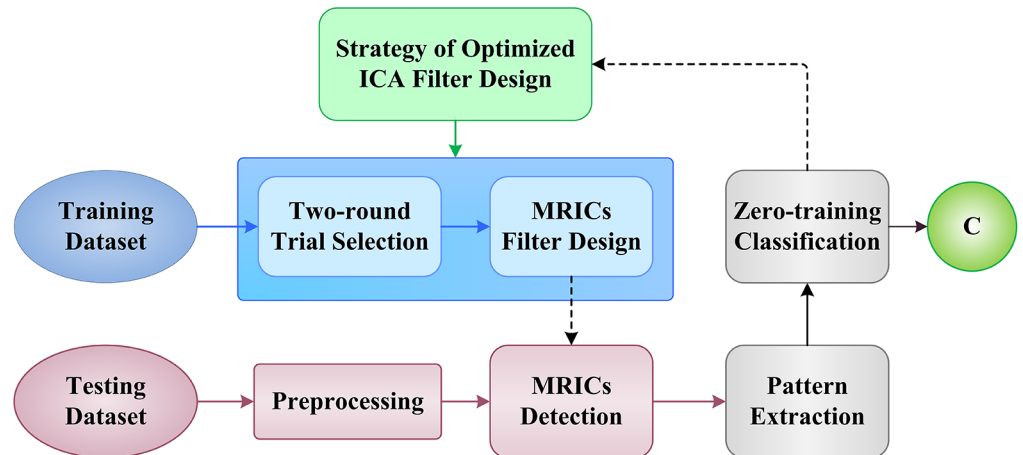 Strategy of Optimized
ICA Filter Design
Training
Dataset
Two-round
Trial Selection
MRICs
Filter Design
Zero-training
Classification
C
Testing
Dataset
Preprocessing
MRICs
Detection
Pattern
Extraction